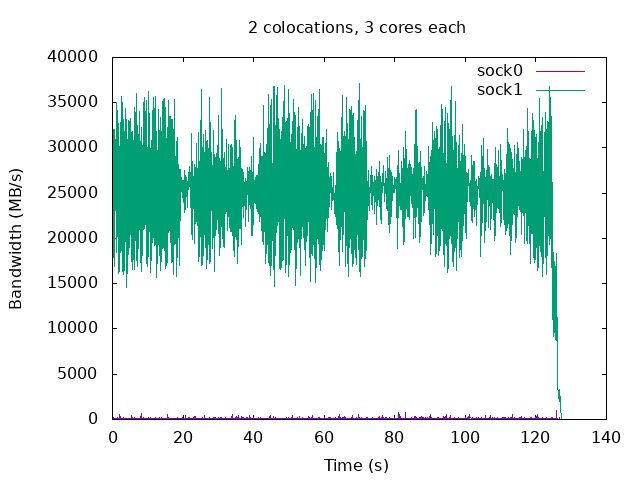 2 colocations, 3 cores each
sock0
sock1
Bandwidth (MB/s)
40000
35000
30000
25000
20000
15000
10000
5000
0
0 20 40 60 80 100 120 140
Time (s)